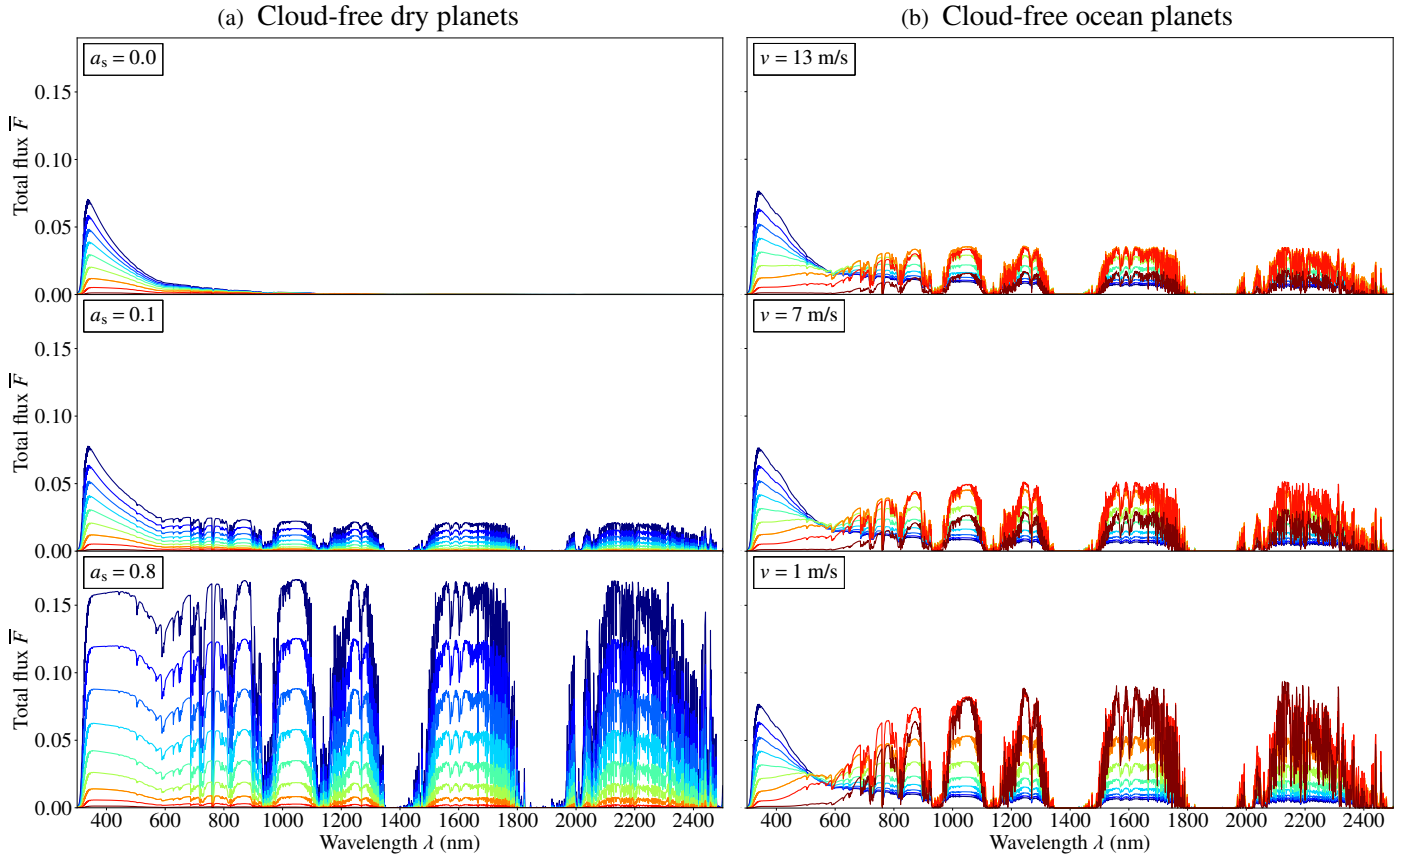 (a) Cloud-free dry planets
(b) Cloud-free ocean planets
a_s = 0.0
0.15
0.10
0.05
0.00
Total flux F̅
v = 13 m/s
a_s = 0.1
0.15
0.10
0.05
0.00
Total flux F̅
v = 7 m/s
a_s = 0.8
0.15
0.10
0.05
0.00
Total flux F̅
v = 1 m/s
400 600 800 1000 1200 1400 1600 1800 2000 2200 2400
Wavelength λ (nm)
400 600 800 1000 1200 1400 1600 1800 2000 2200 2400
Wavelength λ (nm)